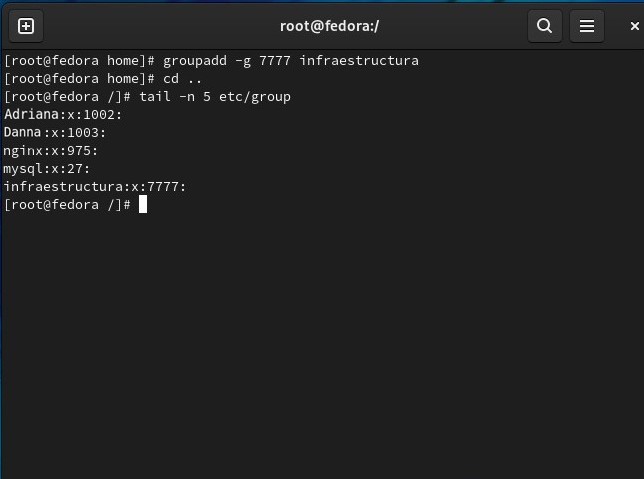 root@fedora:/
[root@fedora home]# groupadd -g 7777 infraestructura
[root@fedora home]# cd ..
[root@fedora /]# tail -n 5 etc/group
Adriana:x:1002:
Danna:x:1003:
nginx:x:975:
mysql:x:27:
infraestructura:x:7777:
[root@fedora /]#